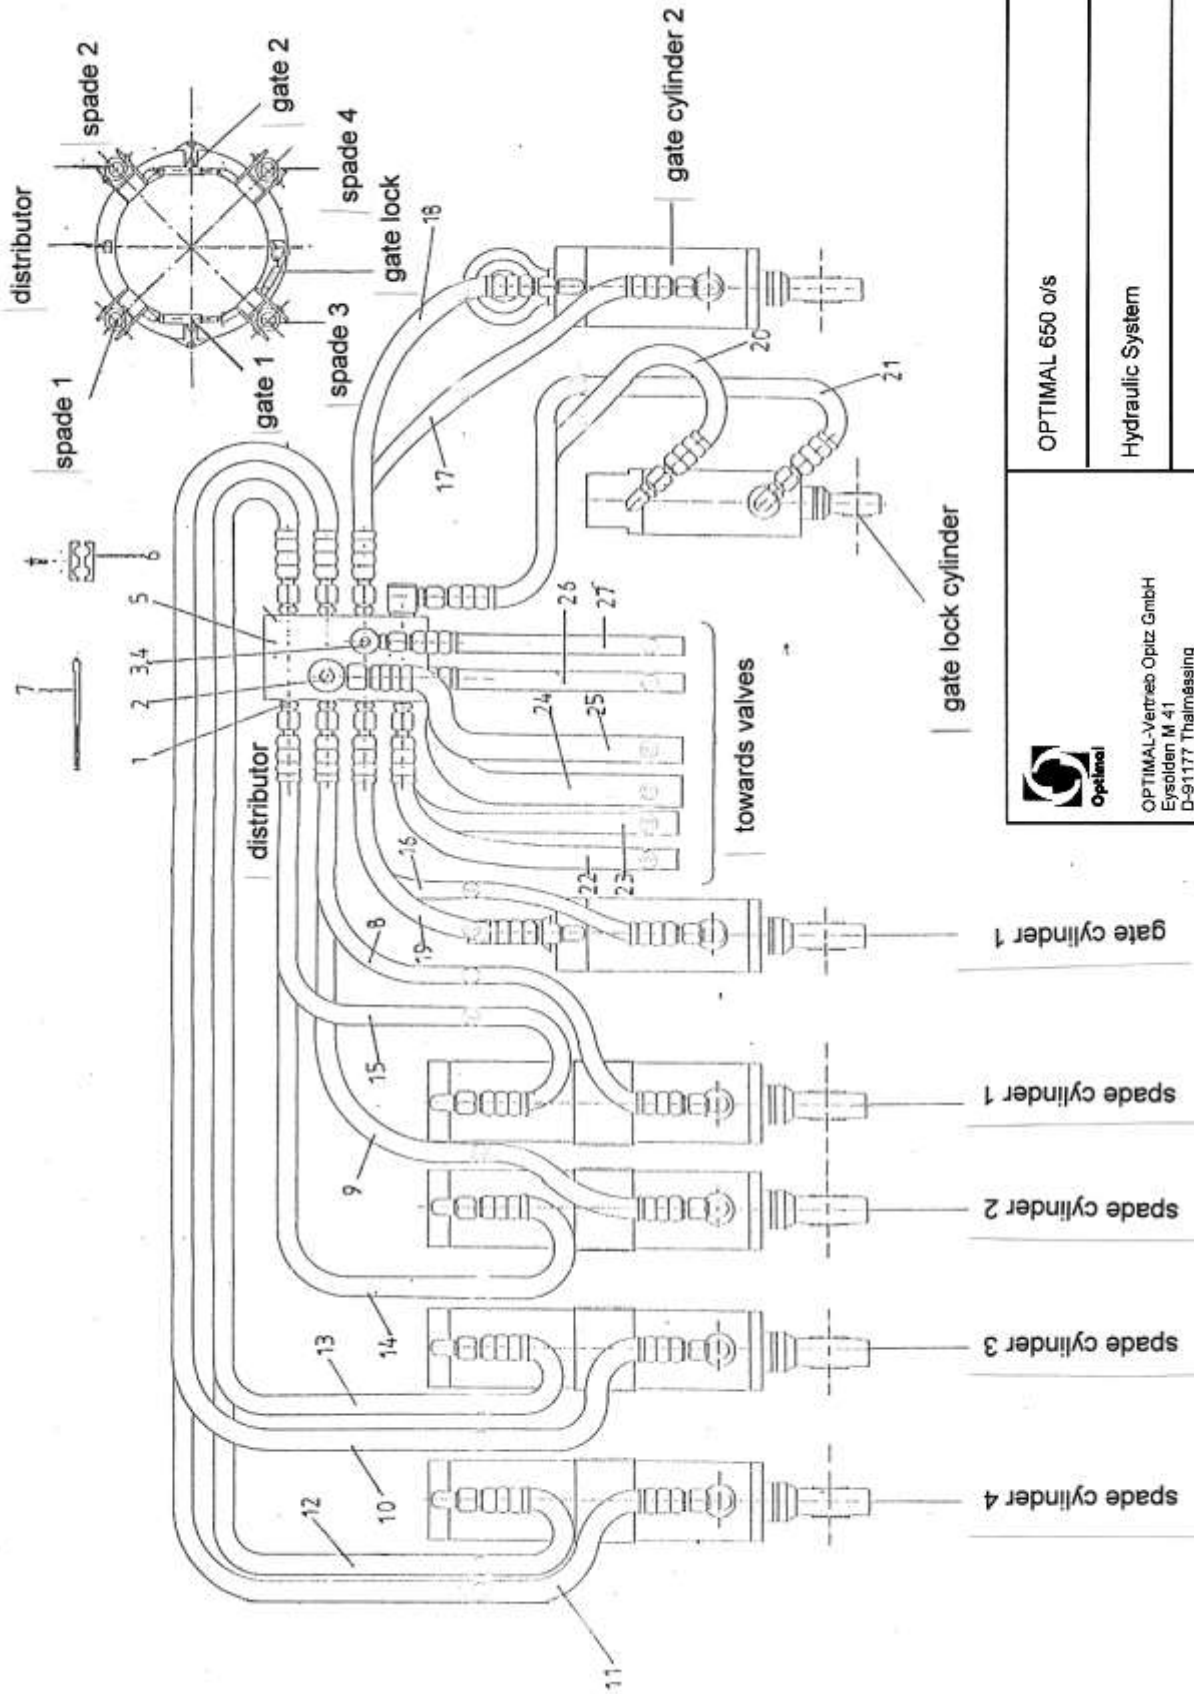 distributor
spade 1
spade 2
gate 1
gate 2
spade 3
spade 4
gate lock
7
6
5
3,4
2
1
distributor
18
17
gate cylinder 2
20
21
gate lock cylinder
27
26
25
24
23
22
towards valves
16
19
8
15
9
14
13
10
12
11
gate cylinder 1
spade cylinder 1
spade cylinder 2
spade cylinder 3
spade cylinder 4
Optimal
OPTIMAL-Vertrieb Opitz GmbH
Eysölden M 41
D-91177 Thalmässing
OPTIMAL 650 o/s
Hydraulic System